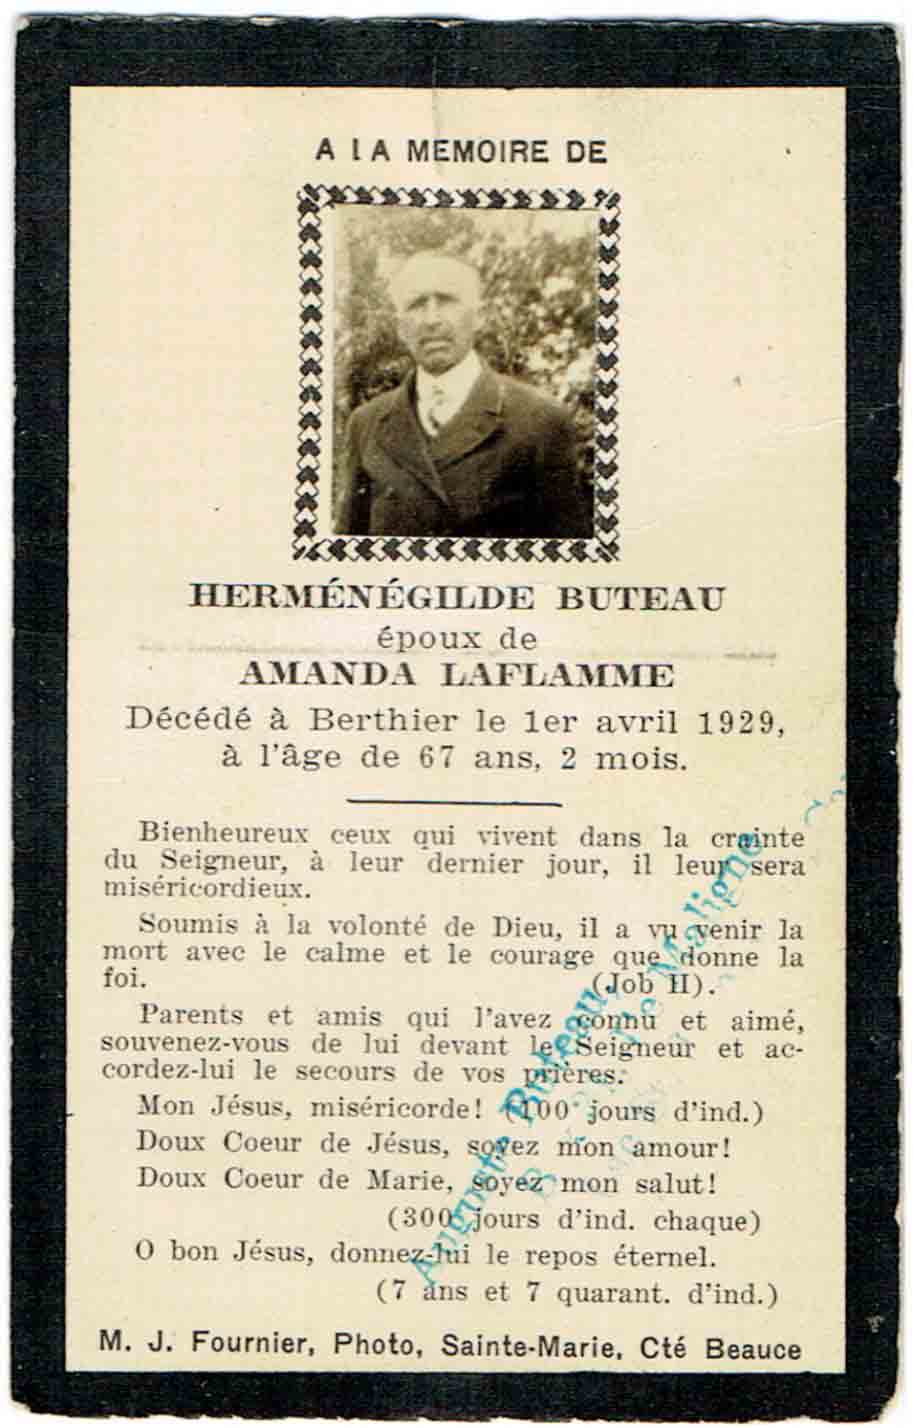 A LA MEMOIRE DE
HERMÉNÉGILDE BUTEAU
époux de
AMANDA LAFLAMME
Décédé à Berthier le 1er avril 1929,
à l'âge de 67 ans, 2 mois.
Bienheureux ceux qui vivent dans la crainte
du Seigneur, à leur dernier jour, il leur sera
miséricordieux.
Soumis à la volonté de Dieu, il a vu venir la
mort avec le calme et le courage que donne la
foi. (Job II).
Parents et amis qui l'avez connu et aimé,
souvenez-vous de lui devant le Seigneur et ac-
cordez-lui le secours de vos prières.
Mon Jésus, miséricorde! (100 jours d'ind.)
Doux Coeur de Jésus, soyez mon amour!
Doux Coeur de Marie, soyez mon salut!
(300 jours d'ind. chaque)
O bon Jésus, donnez-lui le repos éternel.
(7 ans et 7 quarant. d'ind.)
M. J. Fournier, Photo, Sainte-Marie, Cté Beauce
Auguste Buteau,
Maligne